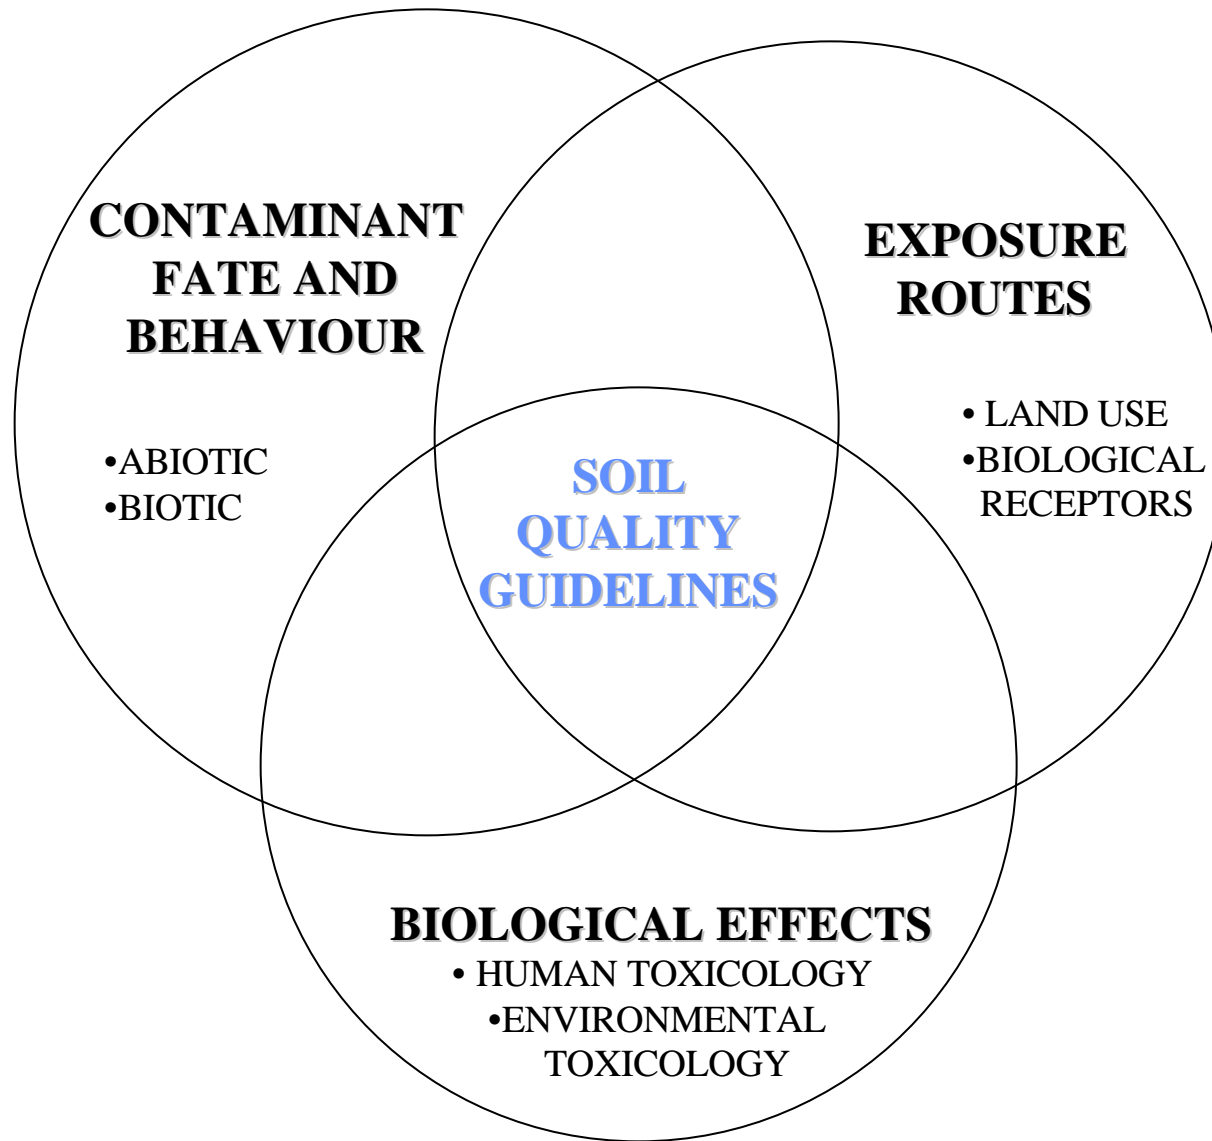 CONTAMINANT
FATE AND
BEHAVIOUR
•ABIOTIC
•BIOTIC
EXPOSURE
ROUTES
• LAND USE
•BIOLOGICAL
RECEPTORS
SOIL
QUALITY
GUIDELINES
BIOLOGICAL EFFECTS
• HUMAN TOXICOLOGY
•ENVIRONMENTAL
TOXICOLOGY